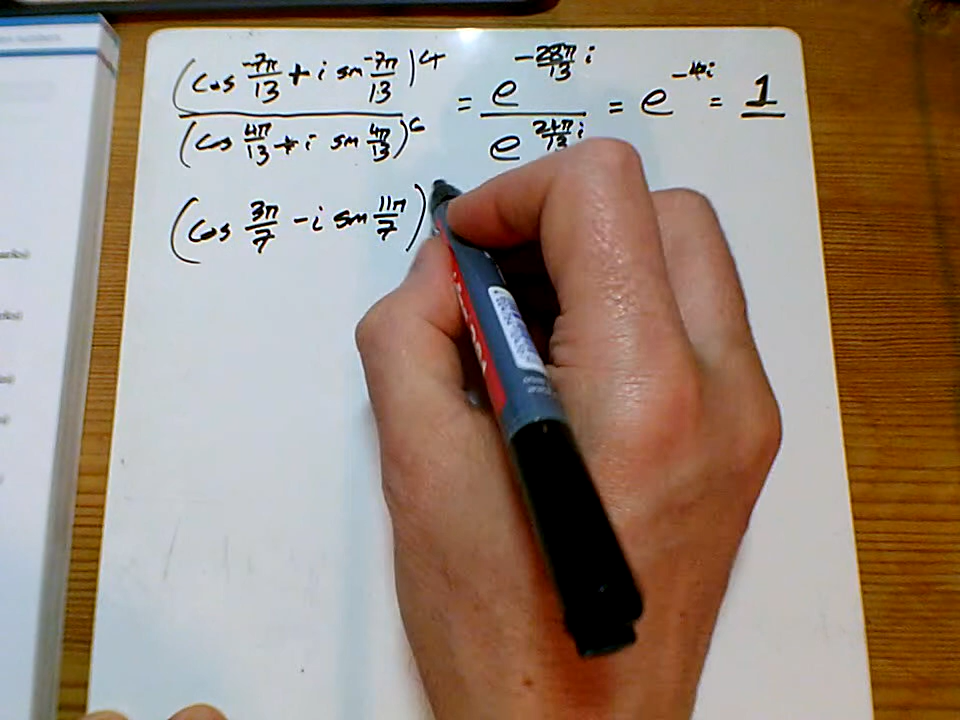 (cos -7π/13 + i sin -7π/13)^4 / (cos 4π/13 + i sin 4π/13)^6 = e^(-28π/13 i) / e^(24π/13 i) = e^(-4πi) = 1
(cos 3π/7 - i sin 11π/7)